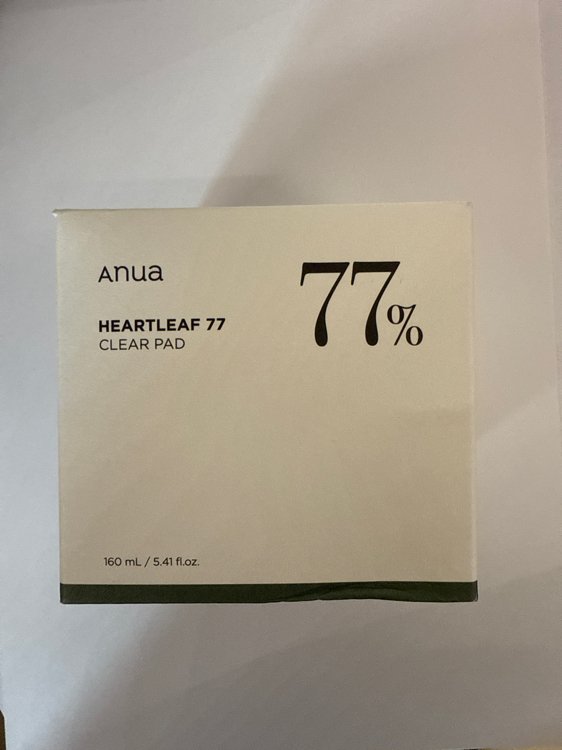 Anua
77%
HEARTLEAF 77
CLEAR PAD
160 mL / 5.41 fl.oz.